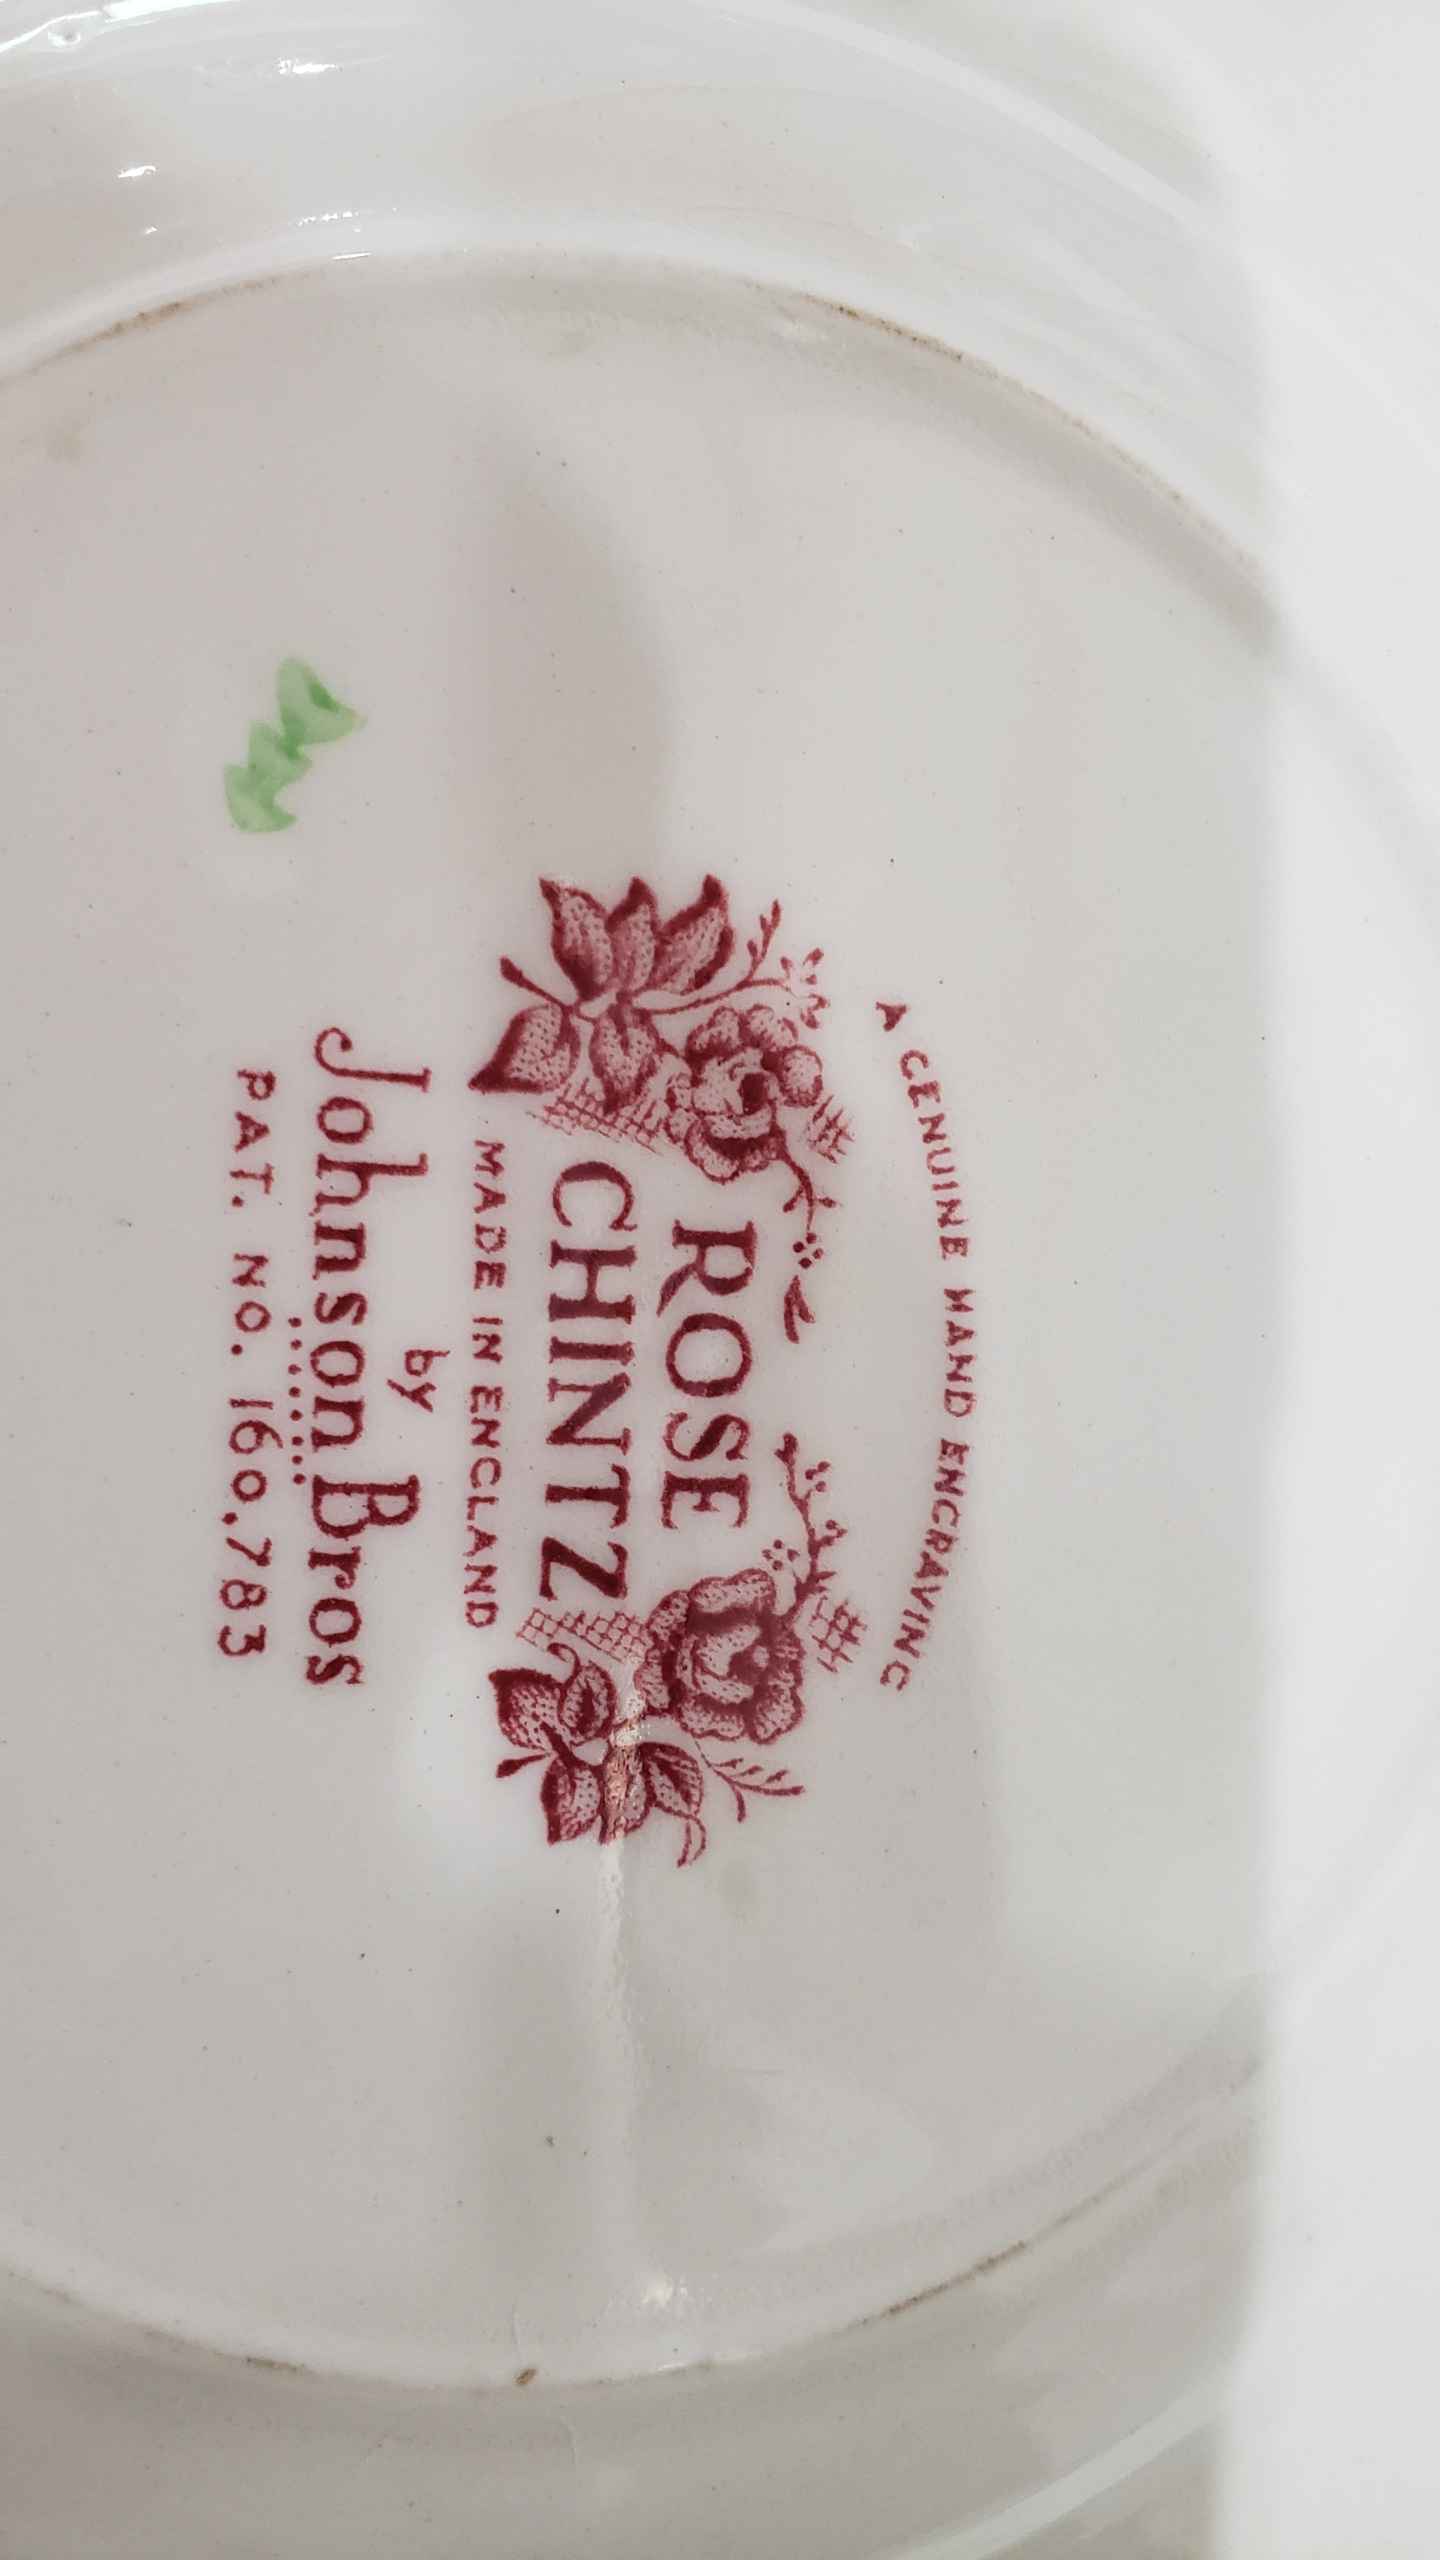 A GENUINE HAND ENGRAVING
ROSE
CHINTZ
MADE IN ENGLAND
by
Johnson Bros
PAT. NO. 160,783